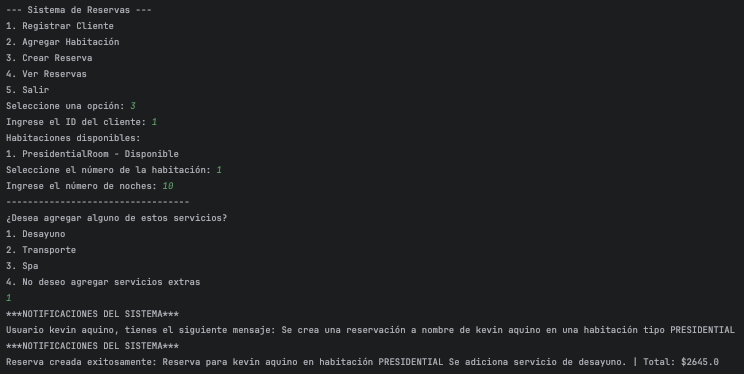 --- Sistema de Reservas ---
1. Registrar Cliente
2. Agregar Habitación
3. Crear Reserva
4. Ver Reservas
5. Salir
Seleccione una opción: 3
Ingrese el ID del cliente: 1
Habitaciones disponibles:
1. PresidentialRoom - Disponible
Seleccione el número de la habitación: 1
Ingrese el número de noches: 10
----------------------------------
¿Desea agregar alguno de estos servicios?
1. Desayuno
2. Transporte
3. Spa
4. No deseo agregar servicios extras
1
***NOTIFICACIONES DEL SISTEMA***
Usuario kevin aquino, tienes el siguiente mensaje: Se crea una reservación a nombre de kevin aquino en una habitación tipo PRESIDENTIAL
***NOTIFICACIONES DEL SISTEMA***
Reserva creada exitosamente: Reserva para kevin aquino en habitación PRESIDENTIAL Se adiciona servicio de desayuno. | Total: $2645.0